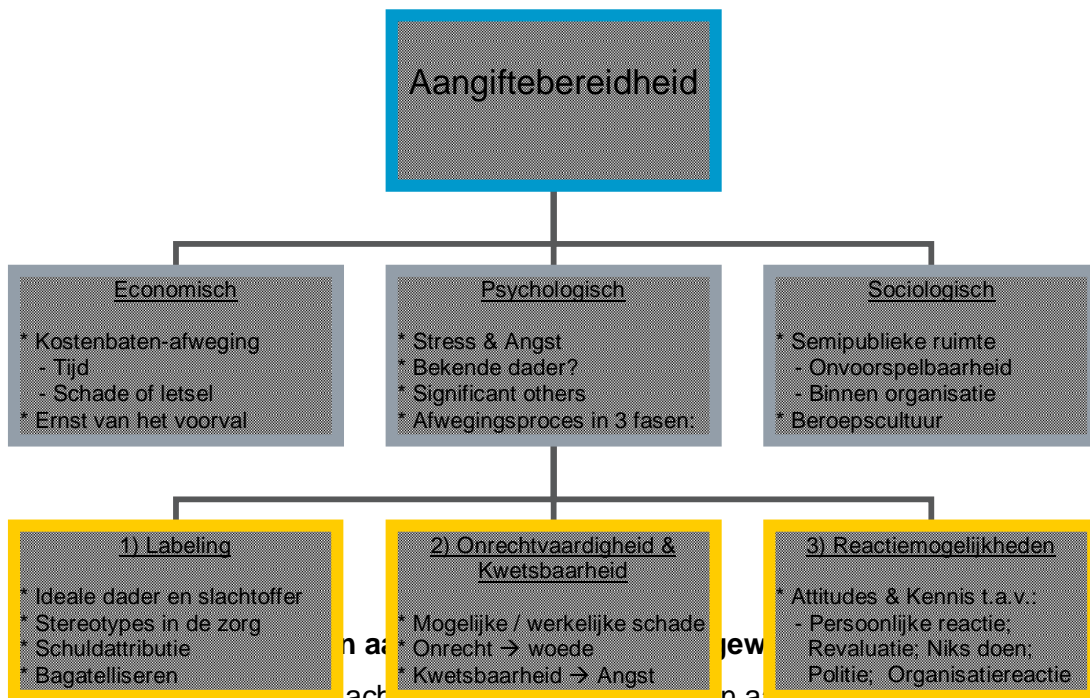 Aangiftebereidheid
Economisch
* Kostenbaten-afweging
- Tijd
- Schade of letsel
* Ernst van het voorval
Psychologisch
* Stress & Angst
* Bekende dader?
* Significant others
* Afwegingsproces in 3 fasen:
Sociologisch
* Semipublieke ruimte
- Onvoorspelbaarheid
- Binnen organisatie
* Beroepscultuur
1) Labeling
* Ideale dader en slachtoffer
* Stereotypes in de zorg
* Schuldattributie
* Bagatelliseren
2) Onrechtvaardigheid &
Kwetsbaarheid
* Mogelijke / werkelijke schade
* Onrecht → woede
* Kwetsbaarheid → Angst
3) Reactiemogelijkheden
* Attitudes & Kennis t.a.v.:
- Persoonlijke reactie;
Revaluatie; Niks doen;
Politie; Organisatiereactie